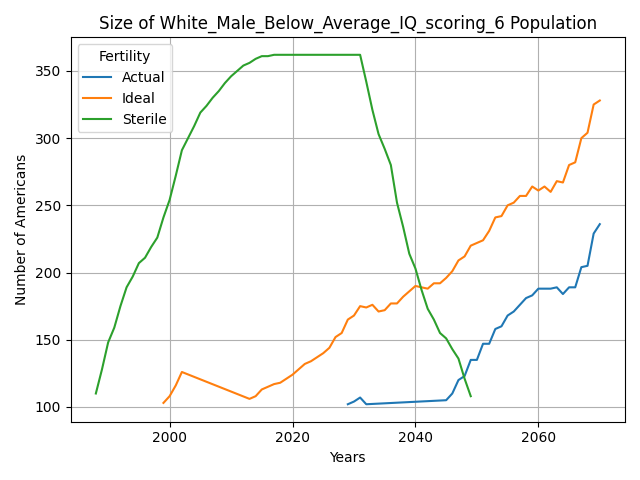 Size of White_Male_Below_Average_IQ_scoring_6 Population
Fertility
Actual
Ideal
Sterile
Number of Americans
350
300
250
200
150
100
2000
2020
2040
2060
Years